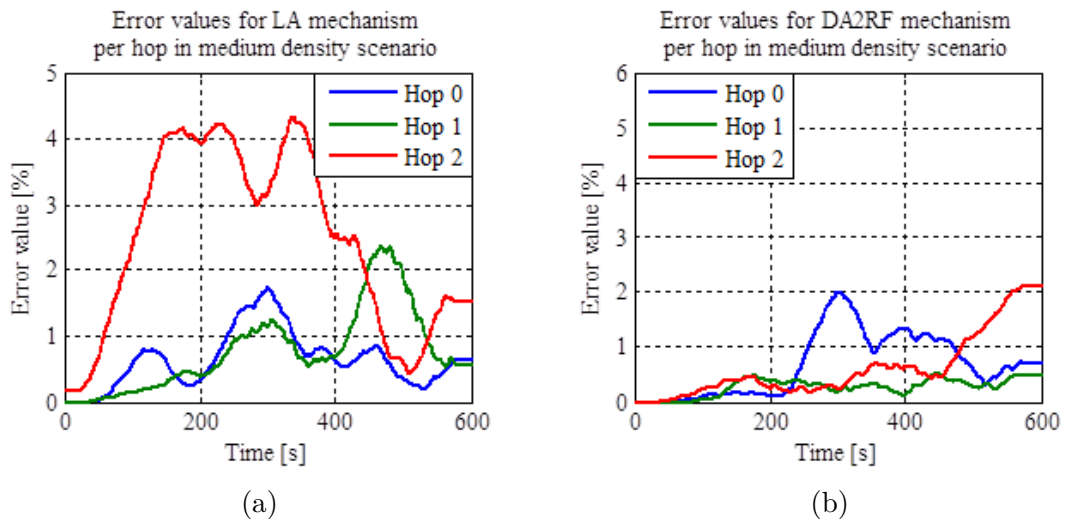 Error values for LA mechanism
per hop in medium density scenario
5
4
3
2
1
0
Error value [%]
Hop 0
Hop 1
Hop 2
0
200
400
600
Time [s]
(a)
Error values for DA2RF mechanism
per hop in medium density scenario
6
5
4
3
2
1
0
Error value [%]
Hop 0
Hop 1
Hop 2
0
200
400
600
Time [s]
(b)